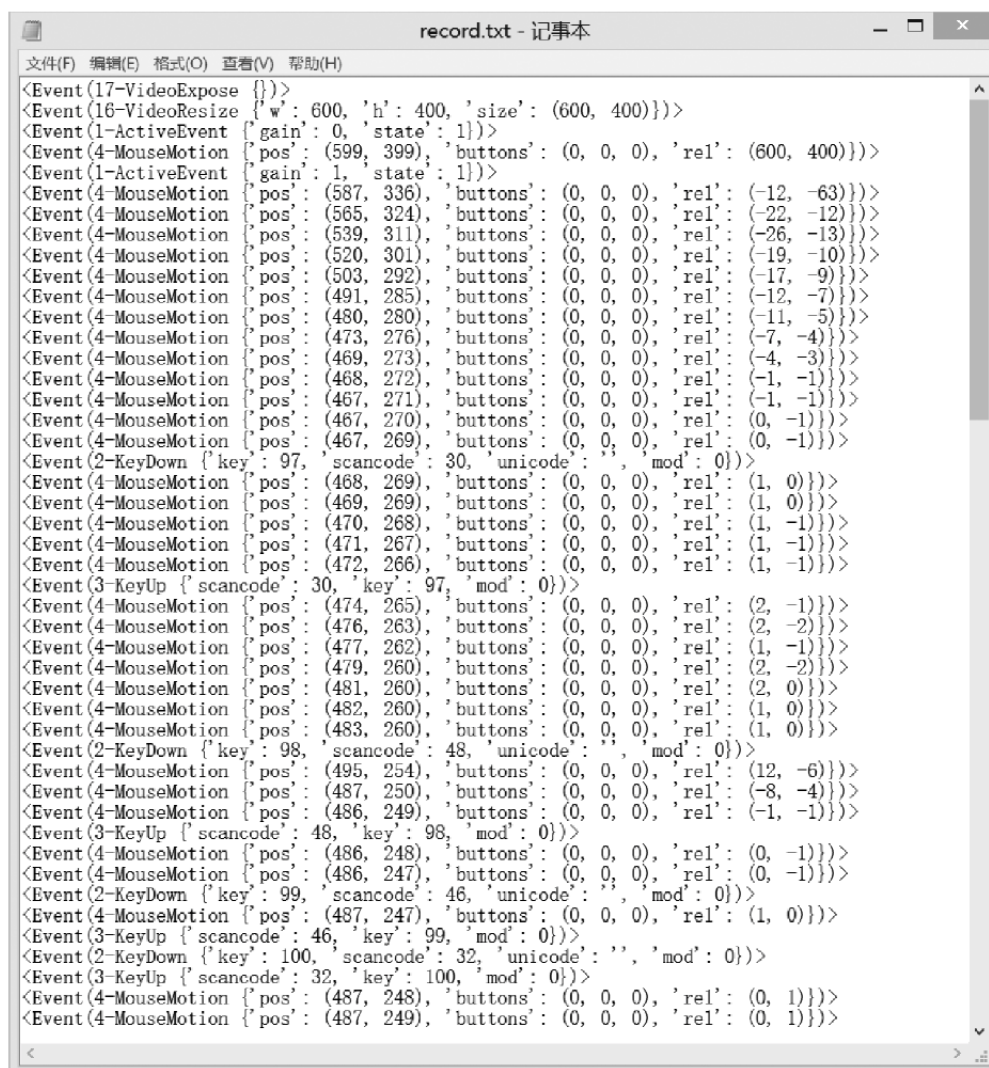 record.txt - 记事本
文件(F) 编辑(E) 格式(O) 查看(V) 帮助(H)
<Event(17-VideoExpose {})>
<Event(16-VideoResize {'w': 600, 'h': 400, 'size': (600, 400)})>
<Event(1-ActiveEvent {'gain': 0, 'state': 1})>
<Event(4-MouseMotion {'pos': (599, 399), 'buttons': (0, 0, 0), 'rel': (600, 400)})>
<Event(1-ActiveEvent {'gain': 1, 'state': 1})>
<Event(4-MouseMotion {'pos': (587, 336), 'buttons': (0, 0, 0), 'rel': (-12, -63)})>
<Event(4-MouseMotion {'pos': (565, 324), 'buttons': (0, 0, 0), 'rel': (-22, -12)})>
<Event(4-MouseMotion {'pos': (539, 311), 'buttons': (0, 0, 0), 'rel': (-26, -13)})>
<Event(4-MouseMotion {'pos': (520, 301), 'buttons': (0, 0, 0), 'rel': (-19, -10)})>
<Event(4-MouseMotion {'pos': (503, 292), 'buttons': (0, 0, 0), 'rel': (-17, -9)})>
<Event(4-MouseMotion {'pos': (491, 285), 'buttons': (0, 0, 0), 'rel': (-12, -7)})>
<Event(4-MouseMotion {'pos': (480, 280), 'buttons': (0, 0, 0), 'rel': (-11, -5)})>
<Event(4-MouseMotion {'pos': (473, 276), 'buttons': (0, 0, 0), 'rel': (-7, -4)})>
<Event(4-MouseMotion {'pos': (469, 273), 'buttons': (0, 0, 0), 'rel': (-4, -3)})>
<Event(4-MouseMotion {'pos': (468, 272), 'buttons': (0, 0, 0), 'rel': (-1, -1)})>
<Event(4-MouseMotion {'pos': (467, 271), 'buttons': (0, 0, 0), 'rel': (-1, -1)})>
<Event(4-MouseMotion {'pos': (467, 270), 'buttons': (0, 0, 0), 'rel': (0, -1)})>
<Event(4-MouseMotion {'pos': (467, 269), 'buttons': (0, 0, 0), 'rel': (0, -1)})>
<Event(2-KeyDown {'key': 97, 'scancode': 30, 'unicode': '', 'mod': 0})>
<Event(4-MouseMotion {'pos': (468, 269), 'buttons': (0, 0, 0), 'rel': (1, 0)})>
<Event(4-MouseMotion {'pos': (469, 269), 'buttons': (0, 0, 0), 'rel': (1, 0)})>
<Event(4-MouseMotion {'pos': (470, 268), 'buttons': (0, 0, 0), 'rel': (1, -1)})>
<Event(4-MouseMotion {'pos': (471, 267), 'buttons': (0, 0, 0), 'rel': (1, -1)})>
<Event(4-MouseMotion {'pos': (472, 266), 'buttons': (0, 0, 0), 'rel': (1, -1)})>
<Event(3-KeyUp {'scancode': 30, 'key': 97, 'mod': 0})>
<Event(4-MouseMotion {'pos': (474, 265), 'buttons': (0, 0, 0), 'rel': (2, -1)})>
<Event(4-MouseMotion {'pos': (476, 263), 'buttons': (0, 0, 0), 'rel': (2, -2)})>
<Event(4-MouseMotion {'pos': (477, 262), 'buttons': (0, 0, 0), 'rel': (1, -1)})>
<Event(4-MouseMotion {'pos': (479, 260), 'buttons': (0, 0, 0), 'rel': (2, -2)})>
<Event(4-MouseMotion {'pos': (481, 260), 'buttons': (0, 0, 0), 'rel': (2, 0)})>
<Event(4-MouseMotion {'pos': (482, 260), 'buttons': (0, 0, 0), 'rel': (1, 0)})>
<Event(4-MouseMotion {'pos': (483, 260), 'buttons': (0, 0, 0), 'rel': (1, 0)})>
<Event(2-KeyDown {'key': 98, 'scancode': 48, 'unicode': '', 'mod': 0})>
<Event(4-MouseMotion {'pos': (495, 254), 'buttons': (0, 0, 0), 'rel': (12, -6)})>
<Event(4-MouseMotion {'pos': (487, 250), 'buttons': (0, 0, 0), 'rel': (-8, -4)})>
<Event(4-MouseMotion {'pos': (486, 249), 'buttons': (0, 0, 0), 'rel': (-1, -1)})>
<Event(3-KeyUp {'scancode': 48, 'key': 98, 'mod': 0})>
<Event(4-MouseMotion {'pos': (486, 248), 'buttons': (0, 0, 0), 'rel': (0, -1)})>
<Event(4-MouseMotion {'pos': (486, 247), 'buttons': (0, 0, 0), 'rel': (0, -1)})>
<Event(2-KeyDown {'key': 99, 'scancode': 46, 'unicode': '', 'mod': 0})>
<Event(4-MouseMotion {'pos': (487, 247), 'buttons': (0, 0, 0), 'rel': (1, 0)})>
<Event(3-KeyUp {'scancode': 46, 'key': 99, 'mod': 0})>
<Event(2-KeyDown {'key': 100, 'scancode': 32, 'unicode': '', 'mod': 0})>
<Event(3-KeyUp {'scancode': 32, 'key': 100, 'mod': 0})>
<Event(4-MouseMotion {'pos': (487, 248), 'buttons': (0, 0, 0), 'rel': (0, 1)})>
<Event(4-MouseMotion {'pos': (487, 249), 'buttons': (0, 0, 0), 'rel': (0, 1)})>